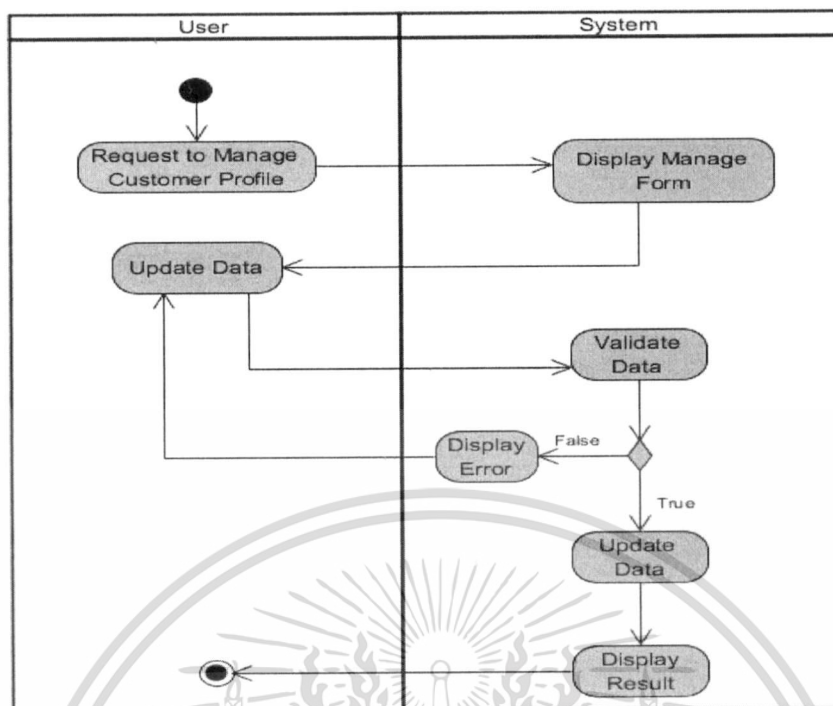 User
System
Request to Manage
Customer Profile
Display Manage
Form
Update Data
Validate
Data
False
Display
Error
True
Update
Data
Display
Result